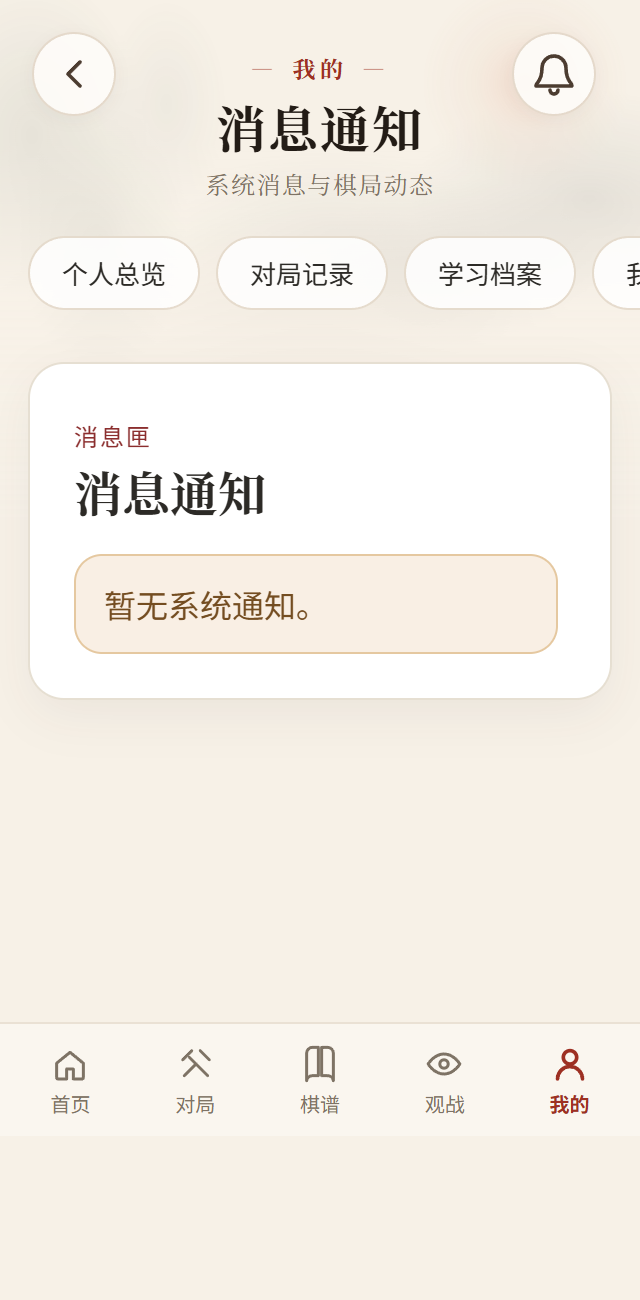 — 我的 —
消息通知
系统消息与棋局动态
个人总览
对局记录
学习档案
消息匣
消息通知
暂无系统通知。
首页
对局
棋谱
观战
我的